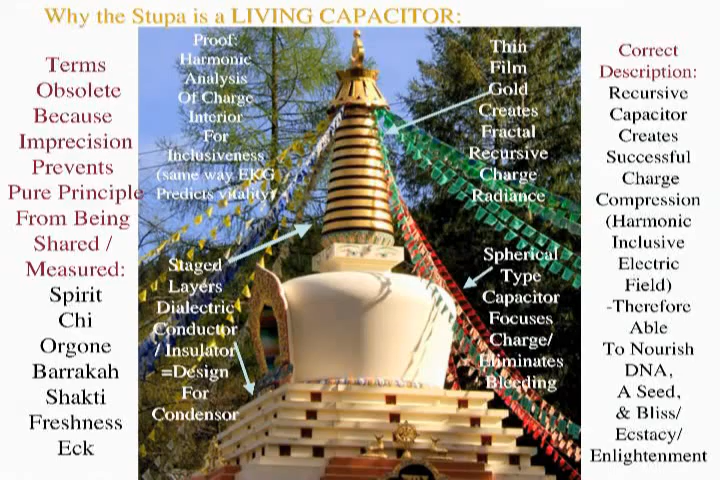 Why the Stupa is a LIVING CAPACITOR:
Terms
Obsolete
Because
Imprecision
Prevents
Pure Principle
From Being
Shared /
Measured:
Spirit
Chi
Orgone
Barrakah
Shakti
Freshness
Eck
Proof:
Harmonic
Analysis
Of Charge
Interior
For
Inclusiveness
(same way EKG
Predicts vitality)
Staged
Layers
Dialectric
Conductor
/ Insulator
=Design
For
Condensor
Thin
Film
Gold
Creates
Fractal
Recursive
Charge
Radiance
Spherical
Type
Capacitor
Focuses
Charge/
Eliminates
Bleeding
Correct
Description:
Recursive
Capacitor
Creates
Successful
Charge
Compression
(Harmonic
Inclusive
Electric
Field)
-Therefore
Able
To Nourish
DNA,
A Seed,
& Bliss/
Ecstacy/
Enlightenment